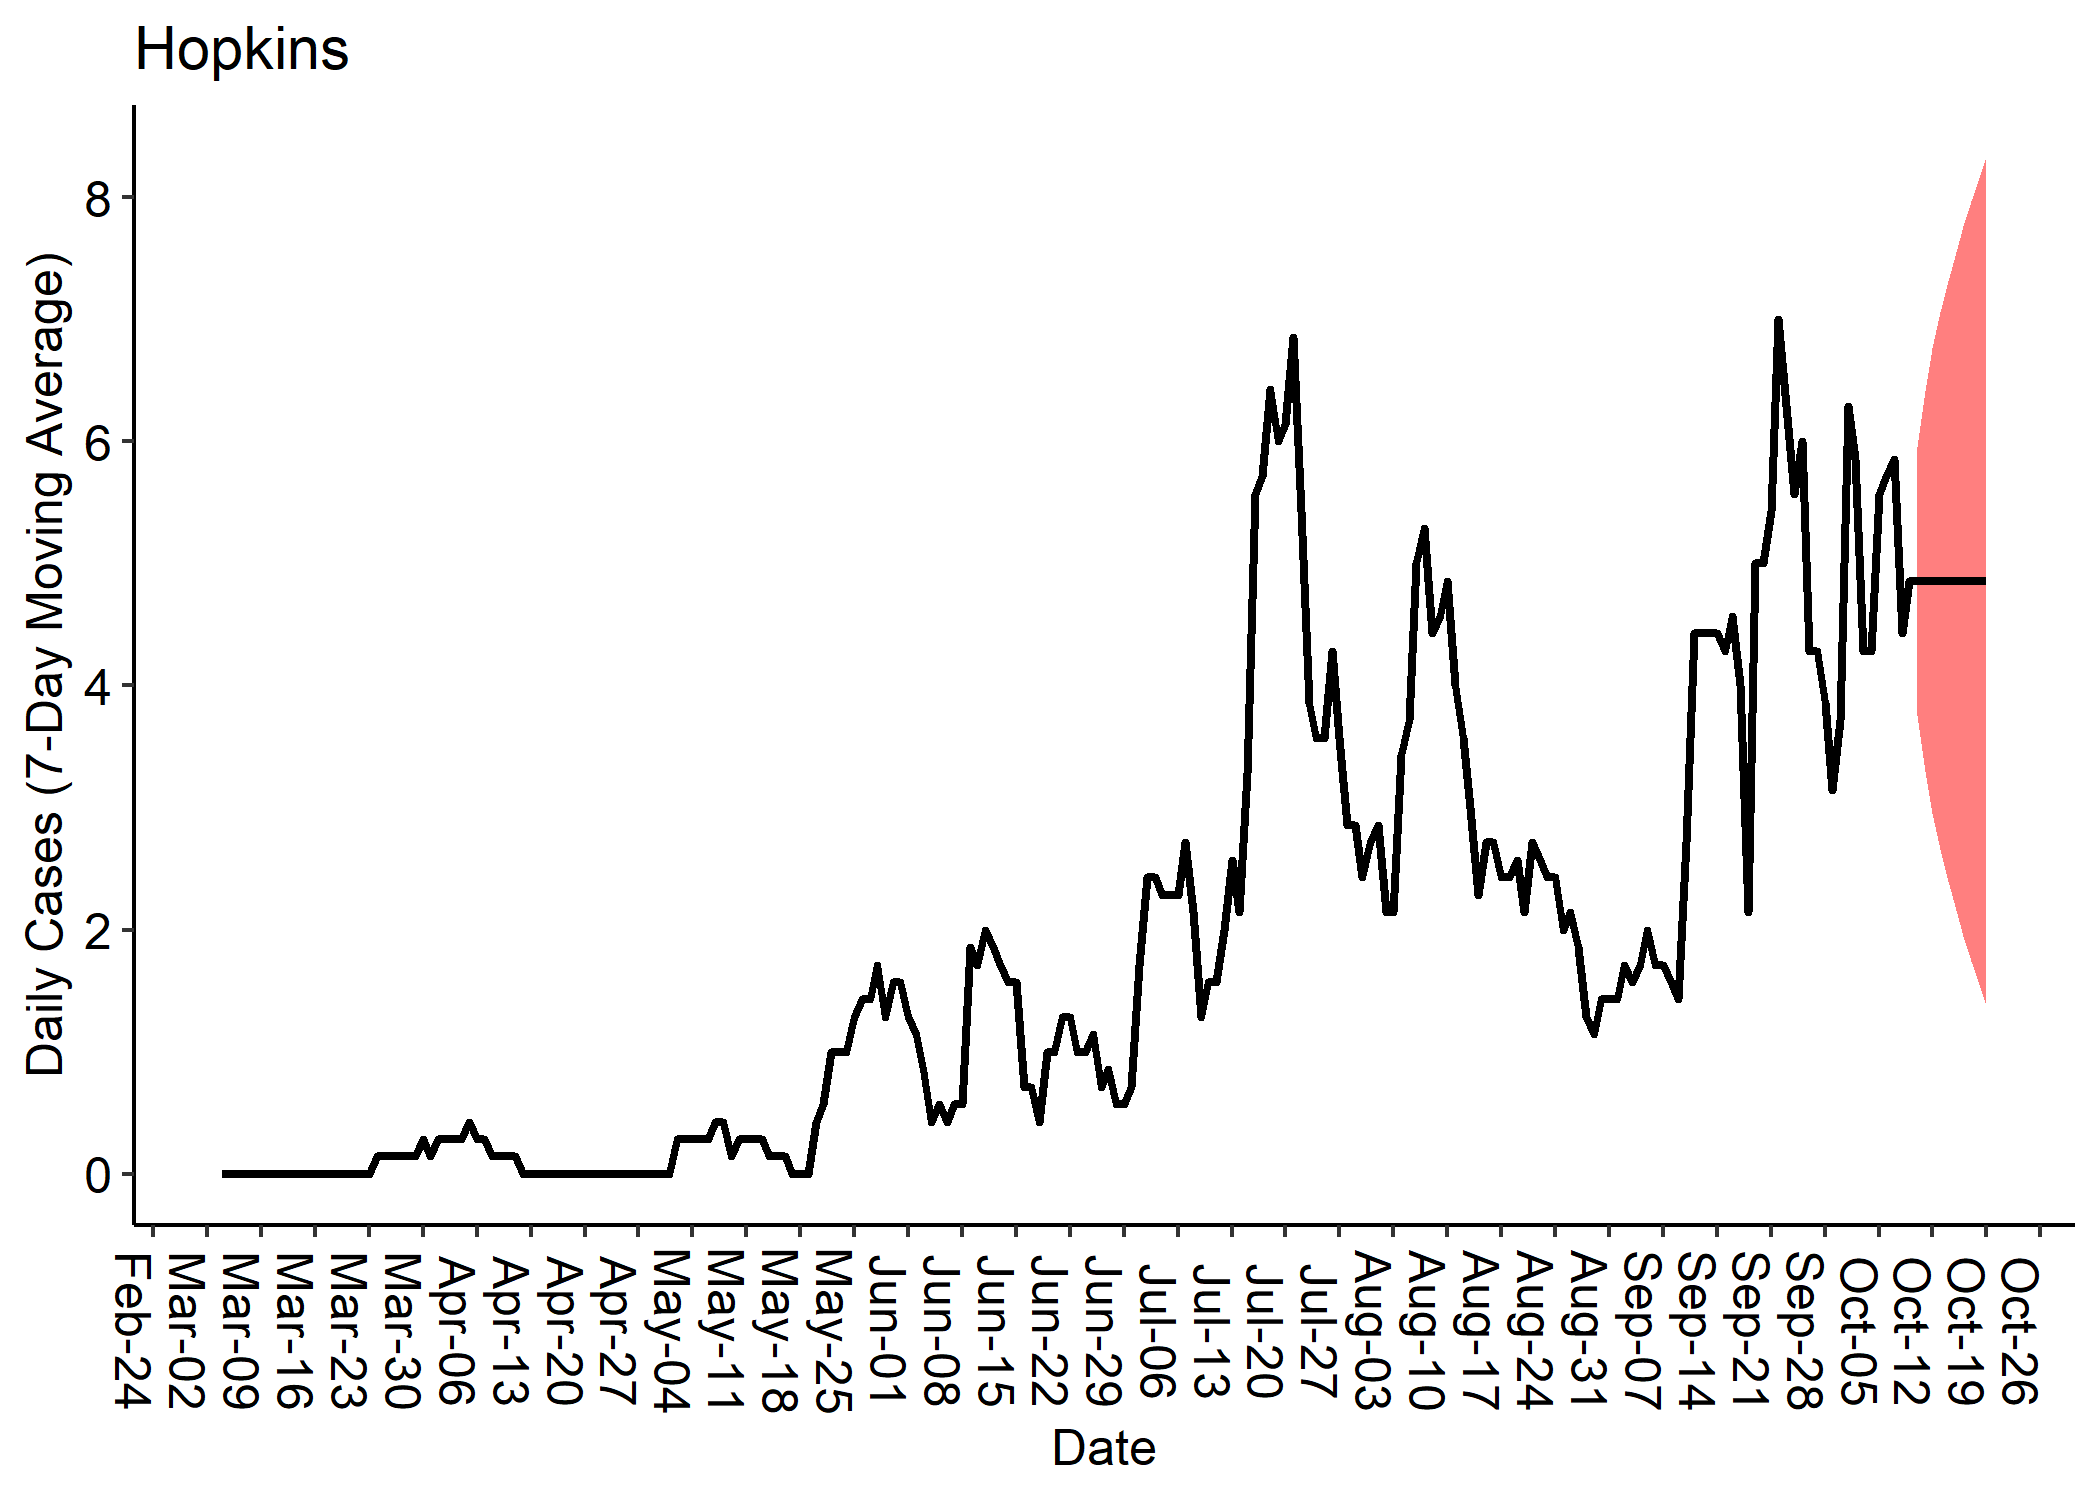 Hopkins
Daily Cases (7-Day Moving Average)
8
6
4
2
0
Feb-24
Mar-02
Mar-09
Mar-16
Mar-23
Mar-30
Apr-06
Apr-13
Apr-20
Apr-27
May-04
May-11
May-18
May-25
Jun-01
Jun-08
Jun-15
Jun-22
Jun-29
Jul-06
Jul-13
Jul-20
Jul-27
Aug-03
Aug-10
Aug-17
Aug-24
Aug-31
Sep-07
Sep-14
Sep-21
Sep-28
Oct-05
Oct-12
Oct-19
Oct-26
Date